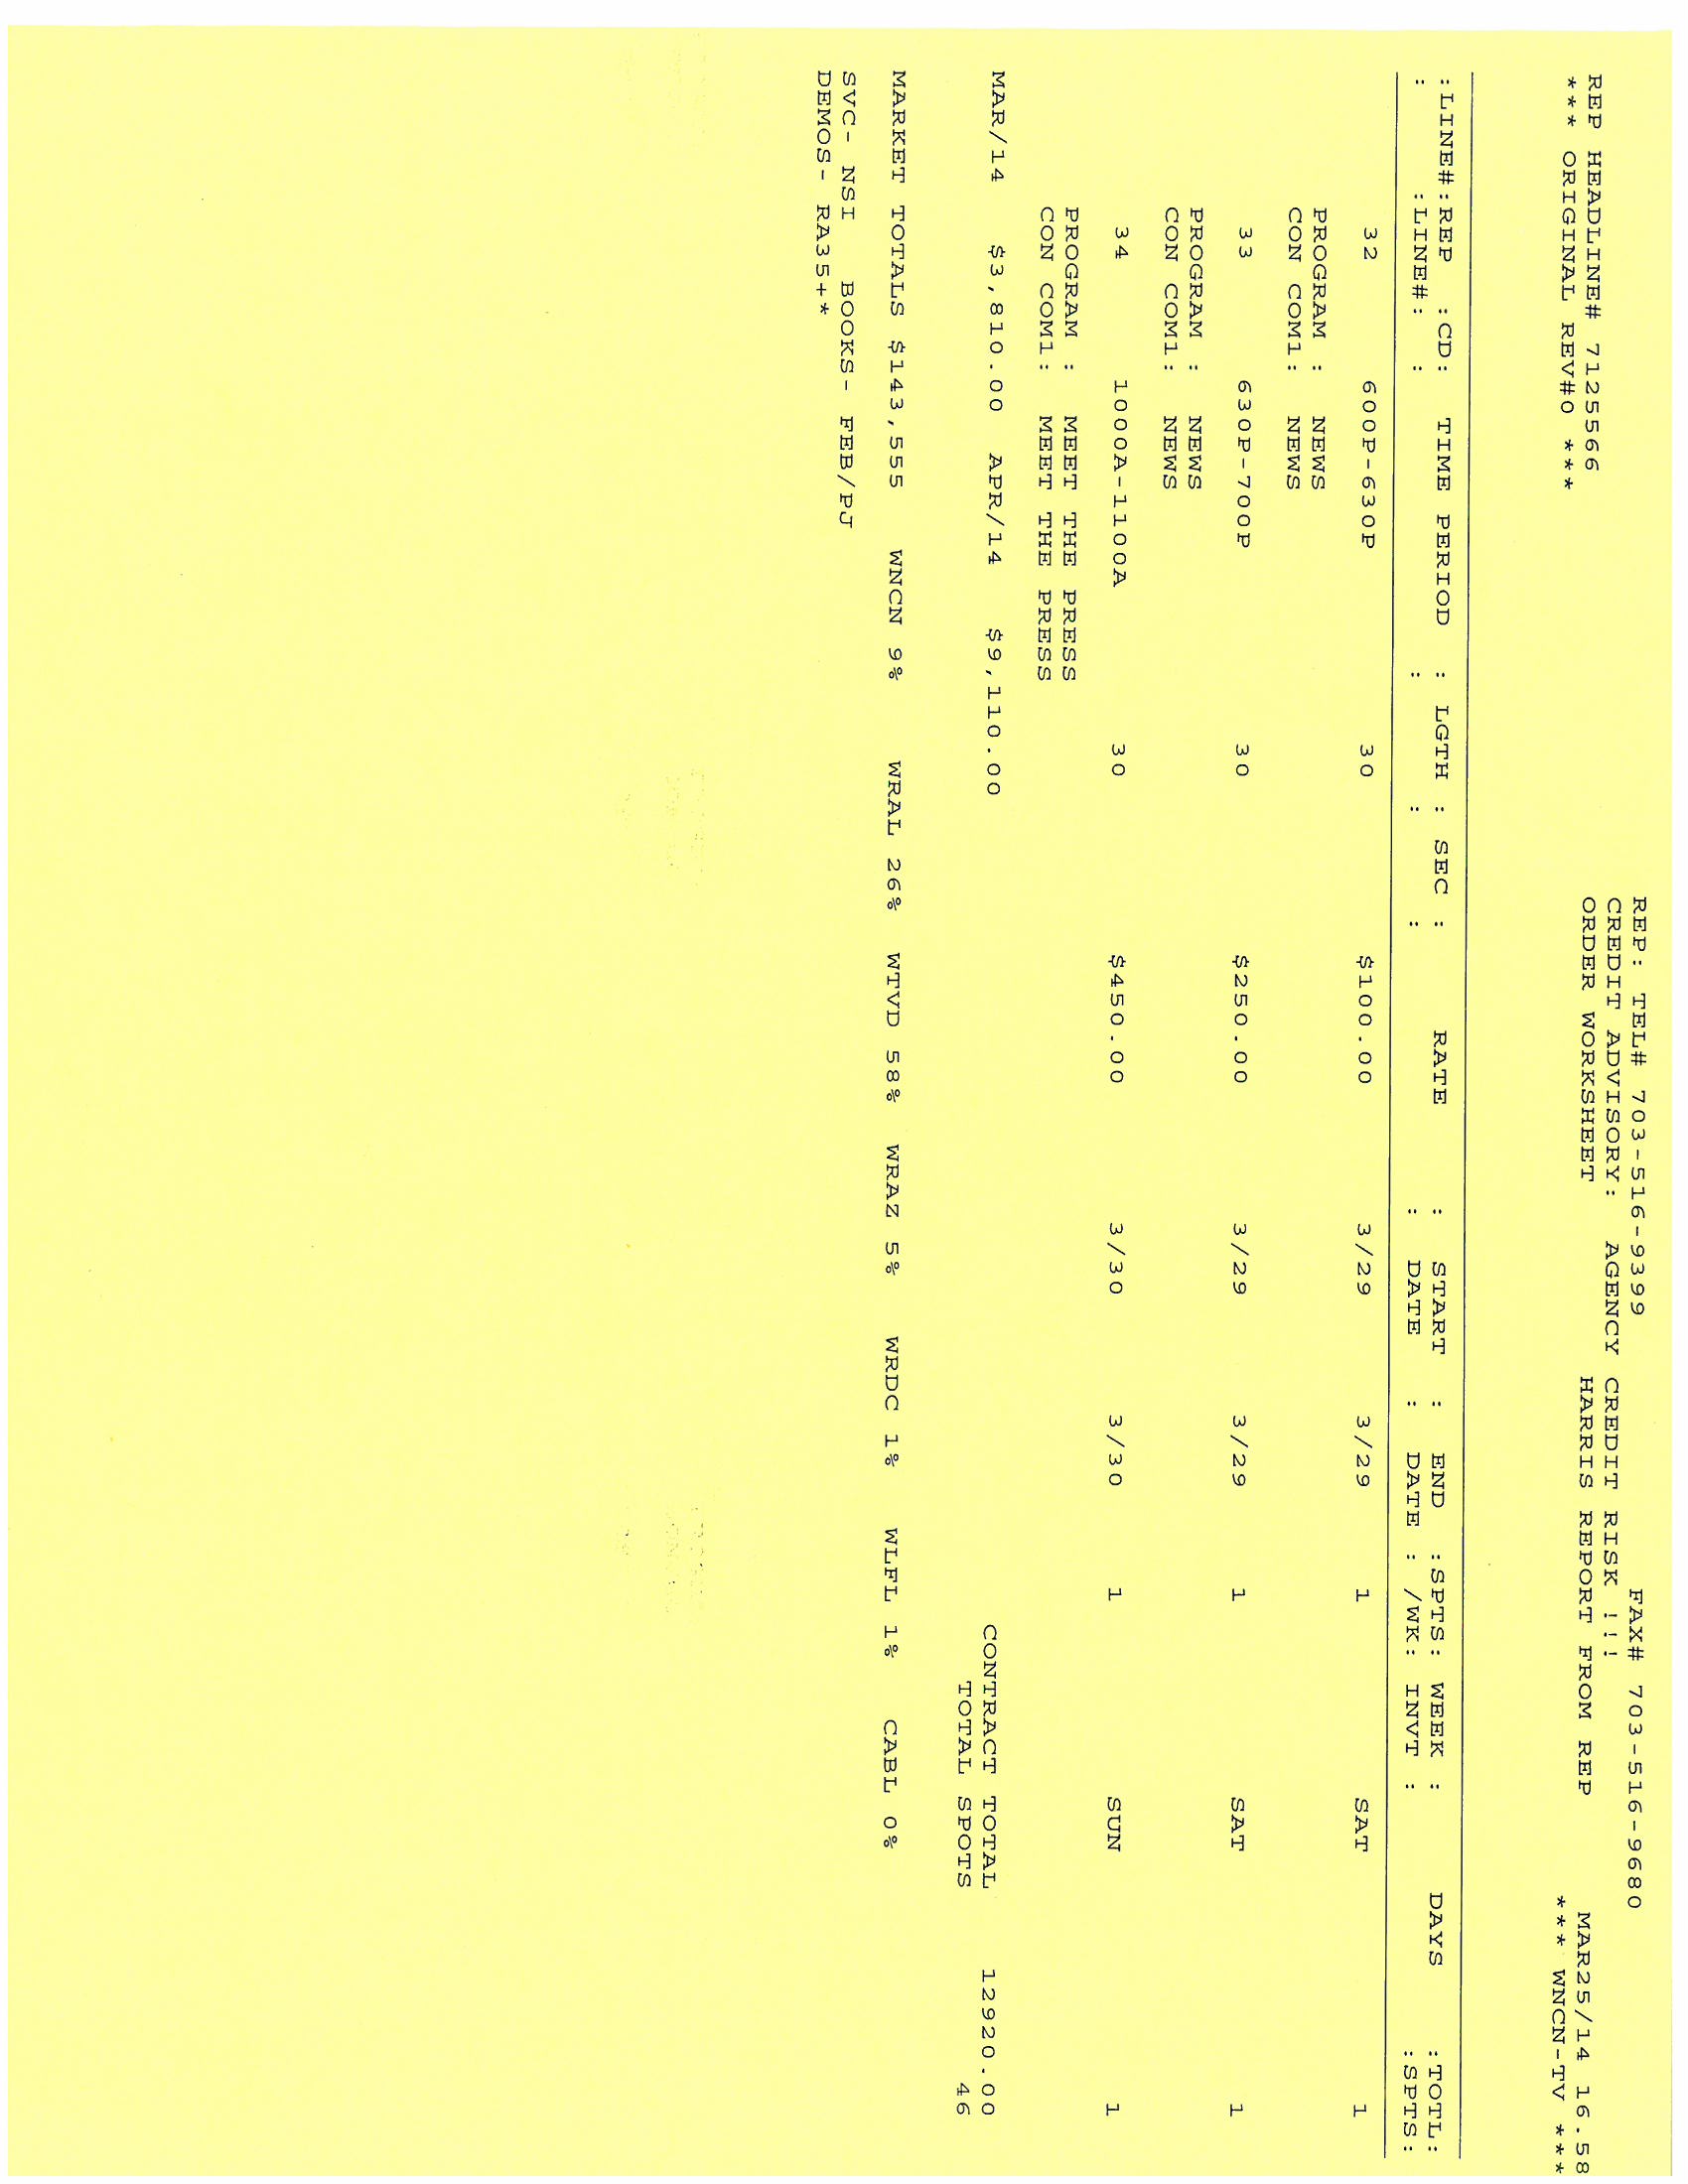 REP: TEL# 703-516-9399 FAX# 703-516-9680
CREDIT ADVISORY: AGENCY CREDIT RISK !!!
ORDER WORKSHEET HARRIS REPORT FROM REP MAR25/14 16.58
REP HEADLINE# 7125566
*** ORIGINAL REV#0 *** *** WNCN-TV ***
:LINE#:REP :CD: TIME PERIOD : LGTH : SEC : RATE : START : END :SPTS: WEEK : DAYS :TOTL:
: :LINE#: : : : : : DATE : DATE : /WK: INVT : :SPTS:
32 600P-630P 30 $100.00 3/29 3/29 1 SAT 1
PROGRAM : NEWS
CON COM1: NEWS
33 630P-700P 30 $250.00 3/29 3/29 1 SAT 1
PROGRAM : NEWS
CON COM1: NEWS
34 1000A-1100A 30 $450.00 3/30 3/30 1 SUN 1
PROGRAM : MEET THE PRESS
CON COM1: MEET THE PRESS
MAR/14 $3,810.00 APR/14 $9,110.00 CONTRACT TOTAL 12920.00
TOTAL SPOTS 46
MARKET TOTALS $143,555 WNCN 9% WRAL 26% WTVD 58% WRAZ 5% WRDC 1% WLFL 1% CABL 0%
SVC- NSI BOOKS- FEB/PJ
DEMOS- RA35+*